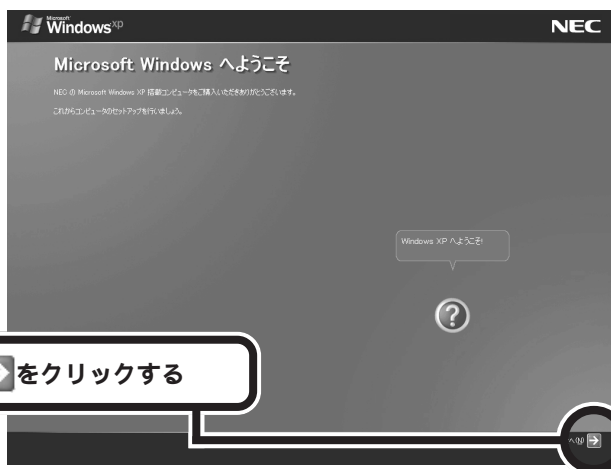 Microsoft
Windows xp
NEC
Microsoft Windows へようこそ
NEC の Microsoft Windows XP 搭載コンピュータをご購入いただきありがとうございます。
これからコンピュータのセットアップを行いましょう。
Windows XP へようこそ!
をクリックする
へ(N)